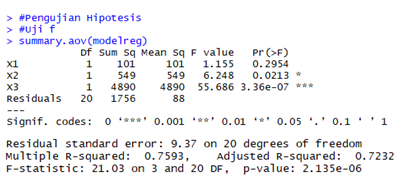 > #Pengujian Hipotesis
> #Uji f
> summary.aov(modelreg)
Df Sum Sq Mean Sq F value Pr(>F)
X1 1 101 101 1.155 0.2954
X2 1 549 549 6.248 0.0213 *
X3 1 4890 4890 55.686 3.36e-07 ***
Residuals 20 1756 88
---
Signif. codes: 0 ‘***’ 0.001 ‘**’ 0.01 ‘*’ 0.05 ‘.’ 0.1 ‘ ’ 1
Residual standard error: 9.37 on 20 degrees of freedom
Multiple R-squared: 0.7593, Adjusted R-squared: 0.7232
F-statistic: 21.03 on 3 and 20 DF, p-value: 2.135e-06